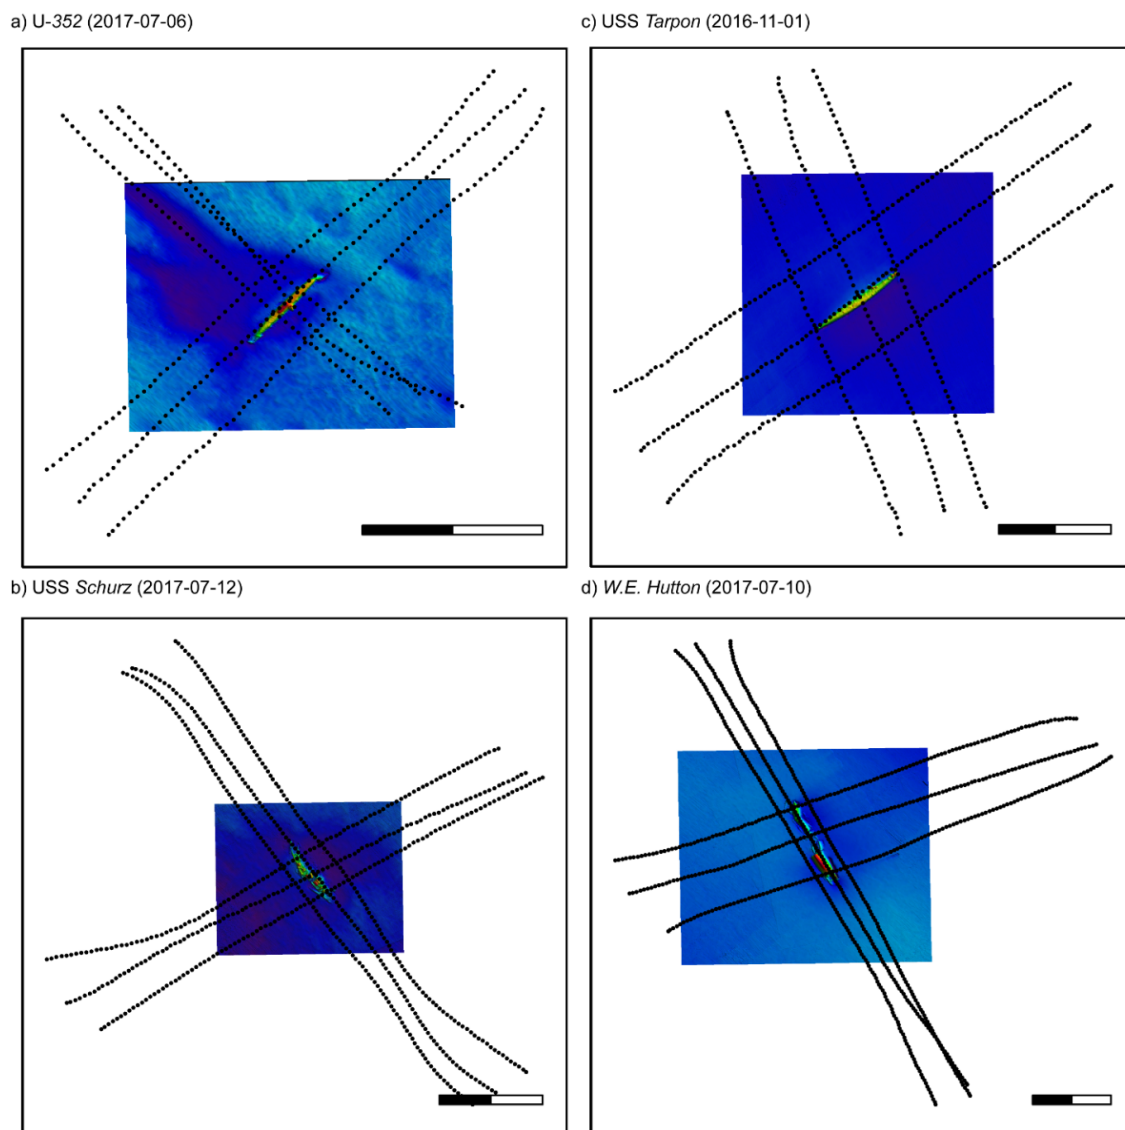 a) U-352 (2017-07-06)
c) USS Tarpon (2016-11-01)
b) USS Schurz (2017-07-12)
d) W.E. Hutton (2017-07-10)